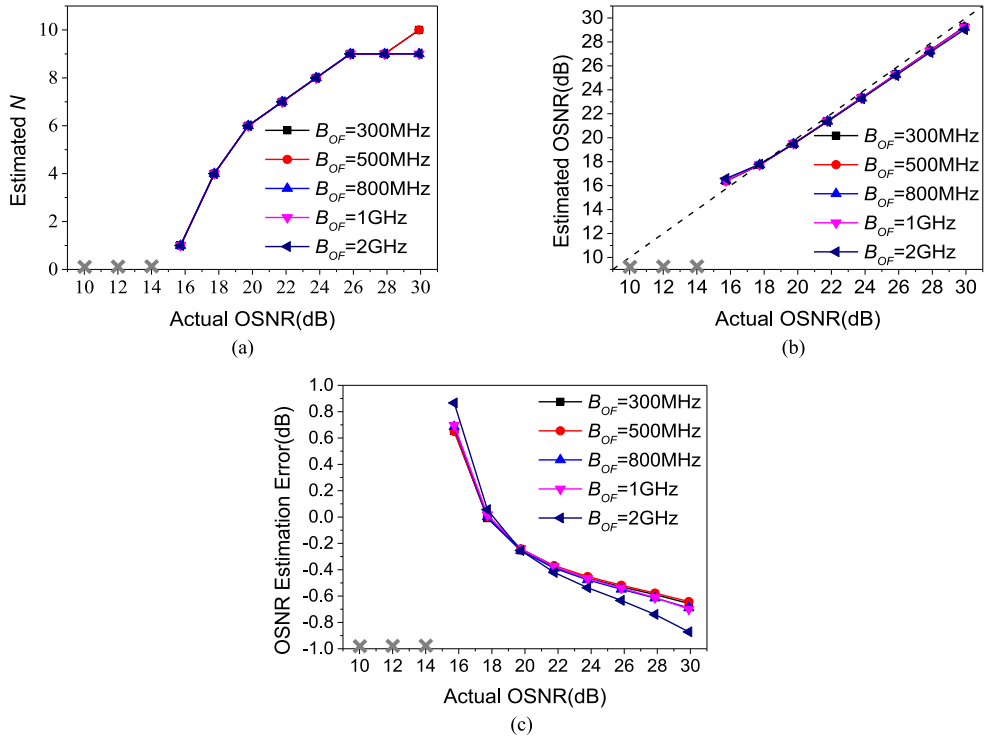 Estimated N
10
8
6
4
2
0
10 12 14 16 18 20 22 24 26 28 30
Actual OSNR(dB)
B_OF=300MHz
B_OF=500MHz
B_OF=800MHz
B_OF=1GHz
B_OF=2GHz
(a)
Estimated OSNR(dB)
30
28
26
24
22
20
18
16
14
12
10
10 12 14 16 18 20 22 24 26 28 30
Actual OSNR(dB)
B_OF=300MHz
B_OF=500MHz
B_OF=800MHz
B_OF=1GHz
B_OF=2GHz
(b)
OSNR Estimation Error(dB)
1.0
0.8
0.6
0.4
0.2
0.0
-0.2
-0.4
-0.6
-0.8
-1.0
10 12 14 16 18 20 22 24 26 28 30
Actual OSNR(dB)
B_OF=300MHz
B_OF=500MHz
B_OF=800MHz
B_OF=1GHz
B_OF=2GHz
(c)